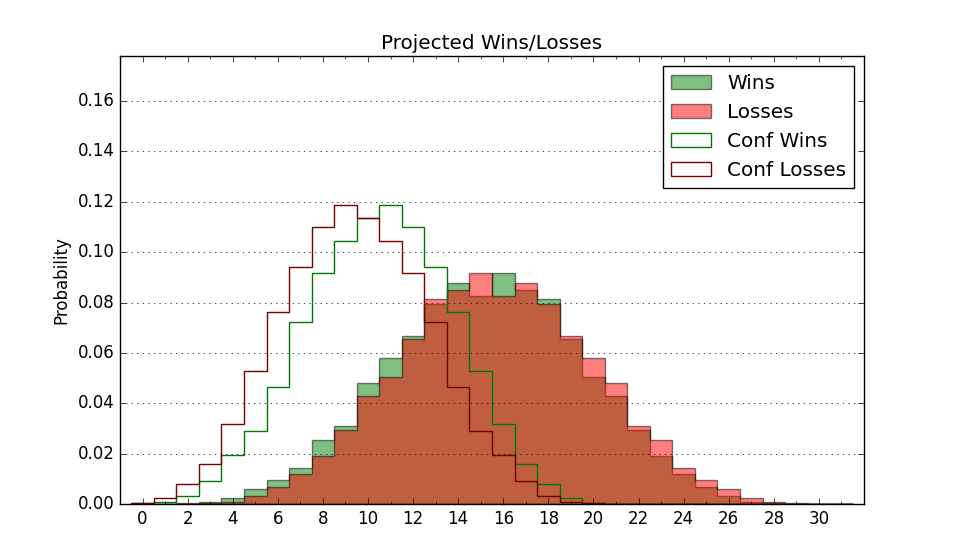 Projected Wins/Losses
Wins
Losses
Conf Wins
Conf Losses
Probability
0.16
0.14
0.12
0.10
0.08
0.06
0.04
0.02
0.00
0 2 4 6 8 10 12 14 16 18 20 22 24 26 28 30